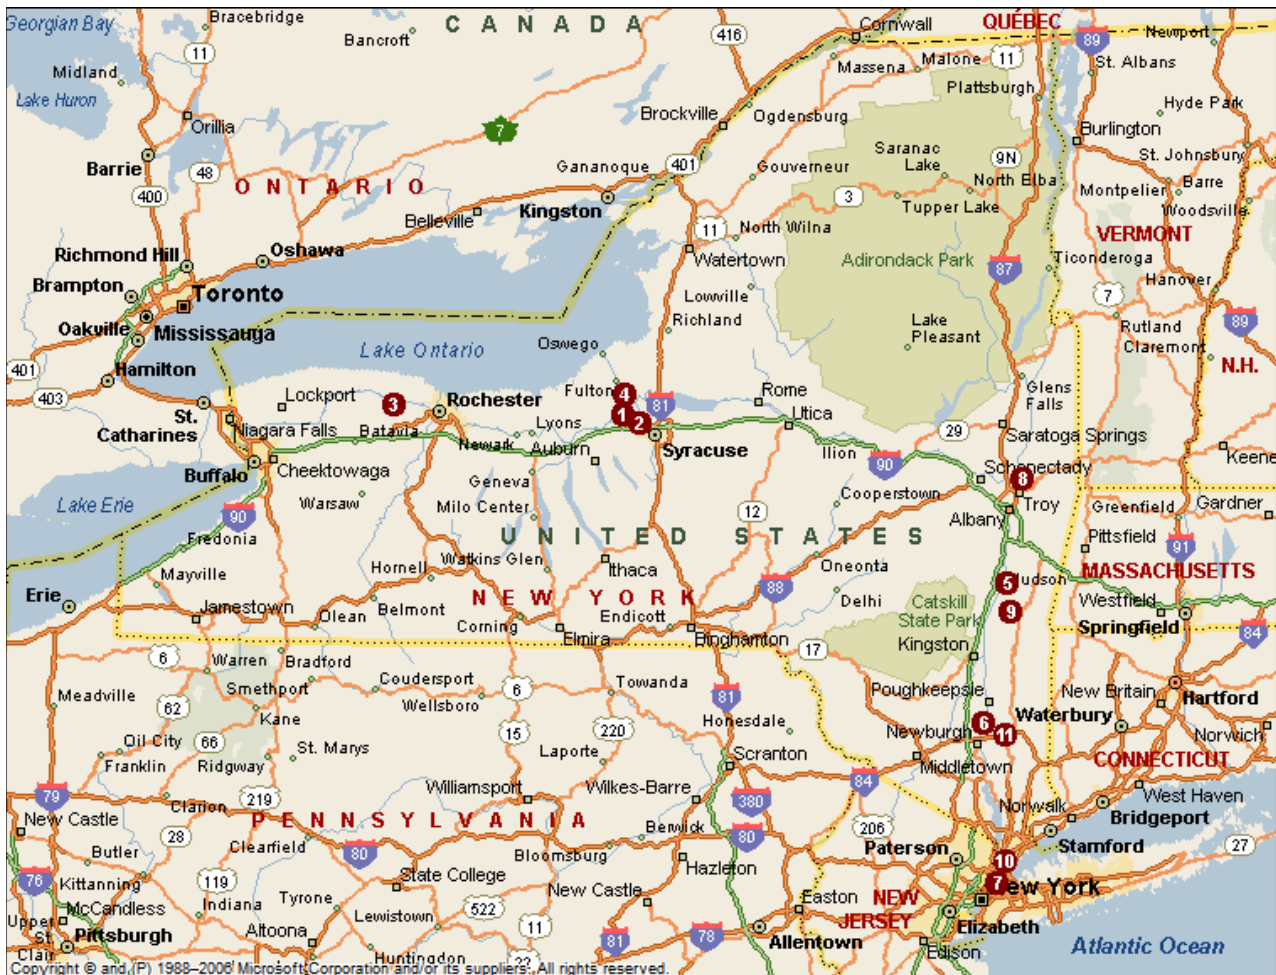 Georgian Bay
Bracebridge
CANADA
Cornwall
QUÉBEC
416
11
Bancroft
89
Newport
11
Massena
Malone
St. Albans
Midland
Plattsburgh
Lake Huron
Hyde Park
Orillia
7
Brockville
Ogdensburg
Burlington
Barrie
48
Gananoque
401
Gouverneur
Saranac
Lake
9N
St. Johnsbury
400
ONTARIO
North Elba
Montpelier
Barre
Belleville
Kingston
3
Tupper Lake
Woodsville
11
North Wilna
VERMONT
Richmond Hill
Oshawa
Watertown
Adirondack Park
87
Ticonderoga
Brampton
Toronto
Lowville
7
Hanover
Oakville
Mississauga
Richland
Lake
Pleasant
Rutland
89
Lake Ontario
Oswego
Claremont
401
Hamilton
N.H.
403
Lockport
Fulton
4
Rome
Glens
Falls
St.
Catharines
3
Rochester
1
81
2
Utica
Niagara Falls
Batavia
Newark
Lyons
Auburn
Syracuse
29
Saratoga Springs
Ilion
90
Keene
Buffalo
Cheektowaga
Geneva
Schenectady
8
Lake Erie
Warsaw
Milo Center
12
Cooperstown
Troy
Albany
Greenfield
Gardner
90
Fredonia
UNITED STATES
Pittsfield
91
Mayville
Hornell
Watkins Glen
Ithaca
Oneonta
5
Hudson
MASSACHUSETTS
Erie
88
Jamestown
Belmont
NEW YORK
Delhi
Catskill
State Park
9
Westfield
Olean
Corning
Endicott
Springfield
Elmira
Binghamton
84
6
17
Kingston
Warren
Bradford
Meadville
Smethport
Coudersport
6
Towanda
81
Poughkeepsie
New Britain
Hartford
62
Kane
Wellsboro
Honesdale
6
Waterbury
66
15
220
Newburgh
11
Norwich
Oil City
St. Marys
Laporte
Scranton
Franklin
Ridgway
Middletown
CONNECTICUT
79
219
Williamsport
Wilkes-Barre
84
West Haven
Clarion
380
Norwalk
New Castle
PENNSYLVANIA
Bridgeport
28
Clearfield
Berwick
80
206
Stamford
Butler
80
Bloomsburg
Paterson
27
10
76
Kittanning
119
State College
Hazleton
7
New York
McCandless
Indiana
Tyrone
New Castle
Easton
NEW
JERSEY
522
Upper
St.
Clair
Lewistown
11
Elizabeth
Pittsburgh
Altoona
81
78
Allentown
Edison
Atlantic Ocean
Huntingdon
22
Copyright © and (P) 1988–2006 Microsoft Corporation and/or its suppliers. All rights reserved.